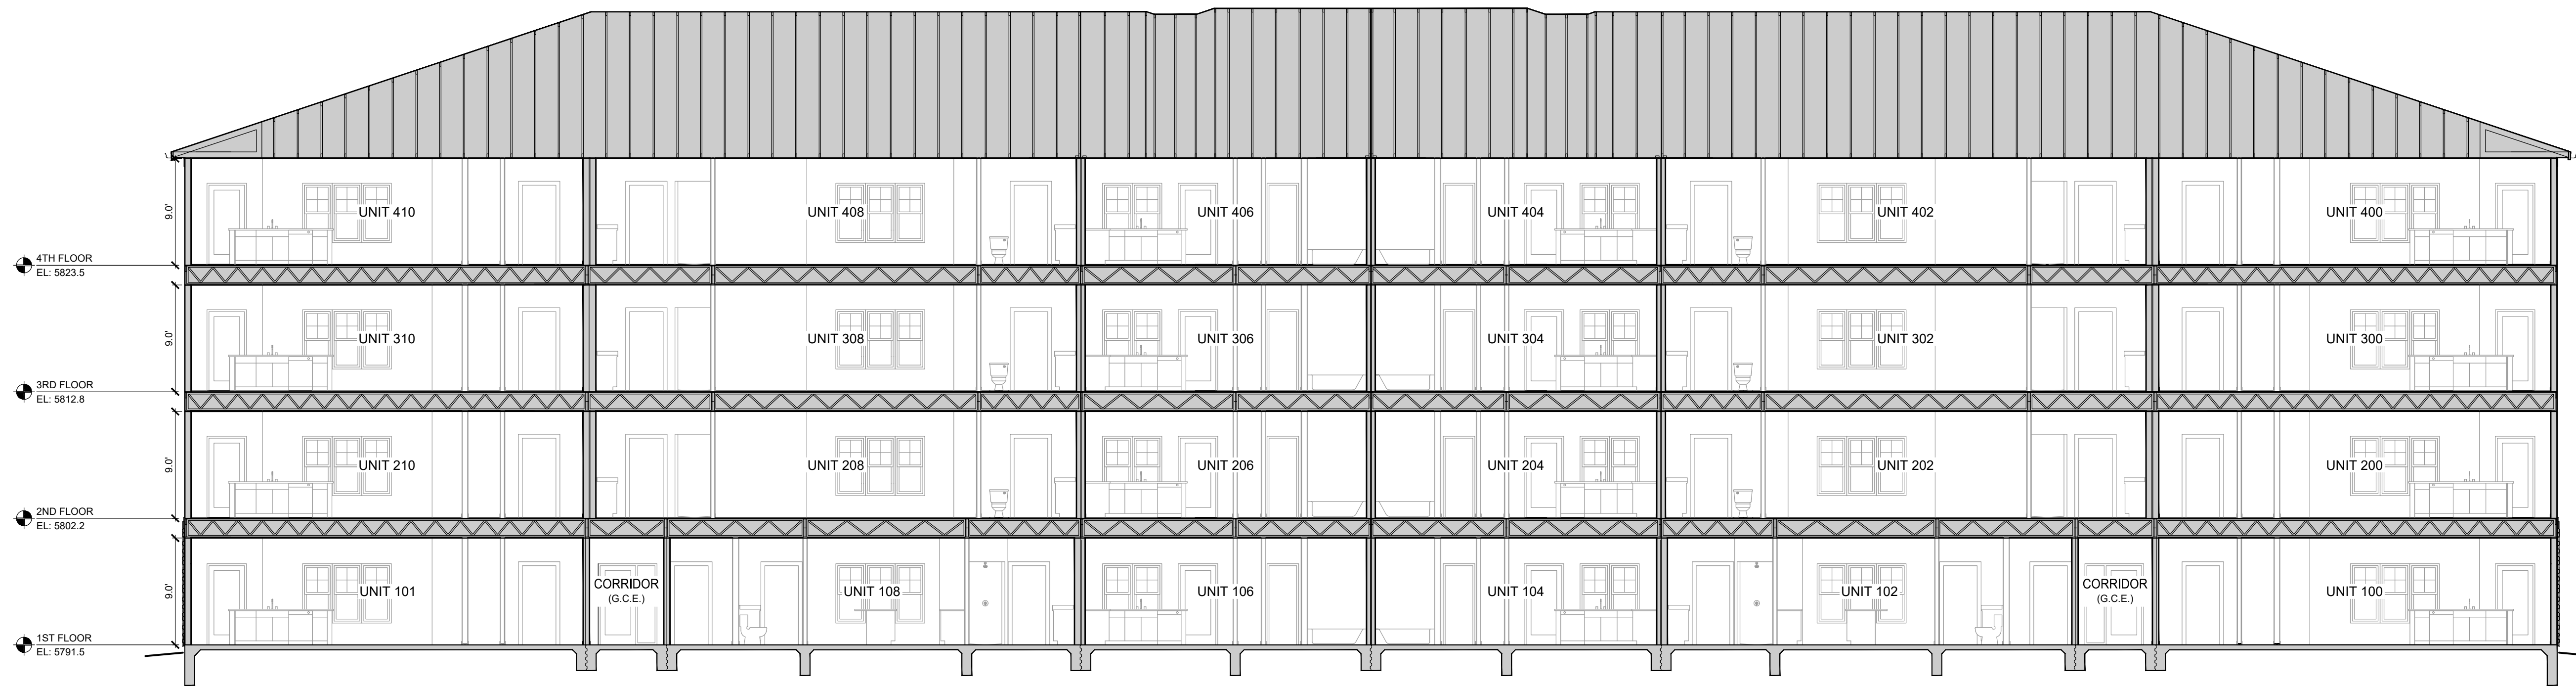 UNIT 410 UNIT 408 UNIT 406 UNIT 404 UNIT 402 UNIT 400
9.0'
4TH FLOOR
EL: 5823.5
UNIT 310 UNIT 308 UNIT 306 UNIT 304 UNIT 302 UNIT 300
9.0'
3RD FLOOR
EL: 5812.8
UNIT 210 UNIT 208 UNIT 206 UNIT 204 UNIT 202 UNIT 200
9.0'
2ND FLOOR
EL: 5802.2
UNIT 101 CORRIDOR UNIT 108 UNIT 106 UNIT 104 UNIT 102 CORRIDOR UNIT 100
(G.C.E.) (G.C.E.)
9.0'
1ST FLOOR
EL: 5791.5